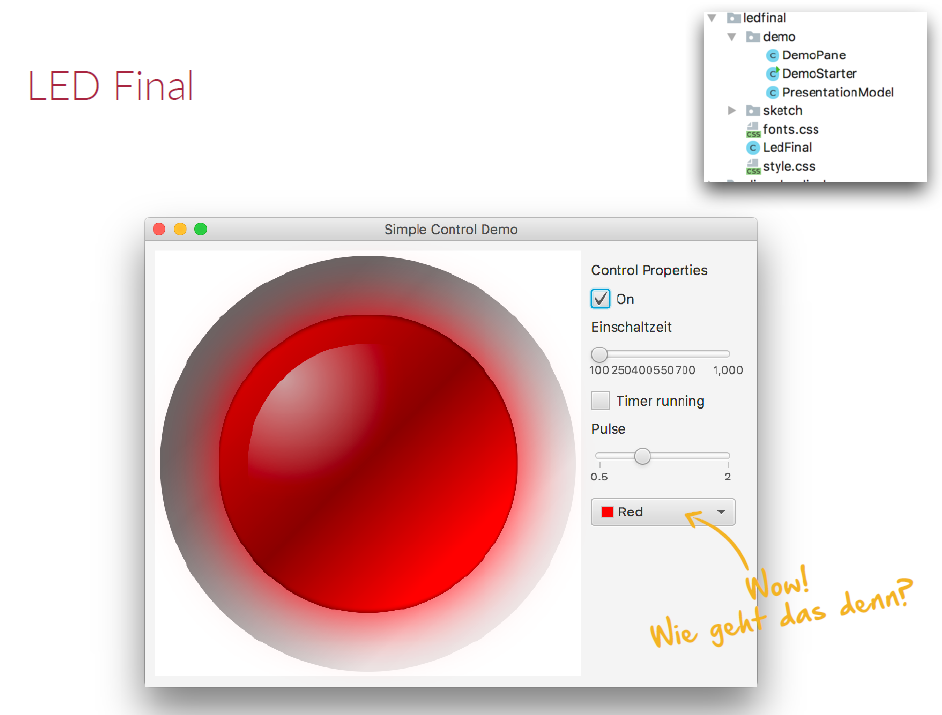 LED Final
ledfinal
demo
DemoPane
DemoStarter
PresentationModel
sketch
fonts.css
LedFinal
style.css
Simple Control Demo
Control Properties
On
Einschaltzeit
100 250400550700 1,000
Timer running
Pulse
0.5 2
Red
Wow!
Wie geht das denn?